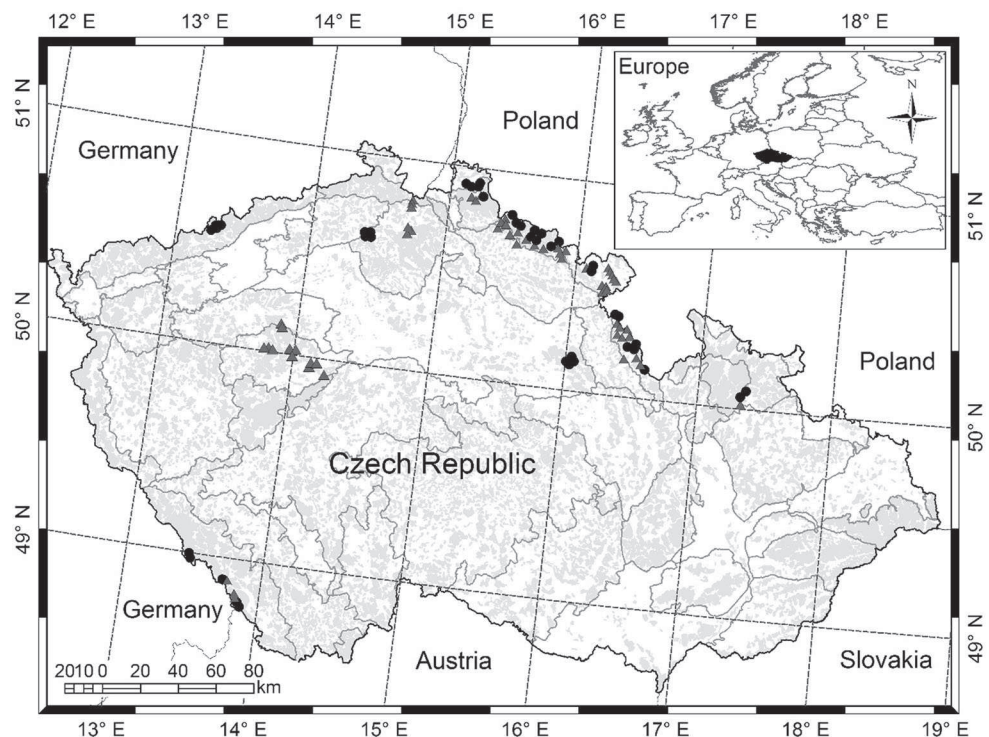 12° E 13° E 14° E 15° E 16° E 17° E 18° E
51° N
50° N
49° N
Europe
N
Poland
Germany
51° N
Poland
50° N
Czech Republic
Germany
Austria
Slovakia
49° N
2010 0 20 40 60 80
km
13° E 14° E 15° E 16° E 17° E 18° E 19° E